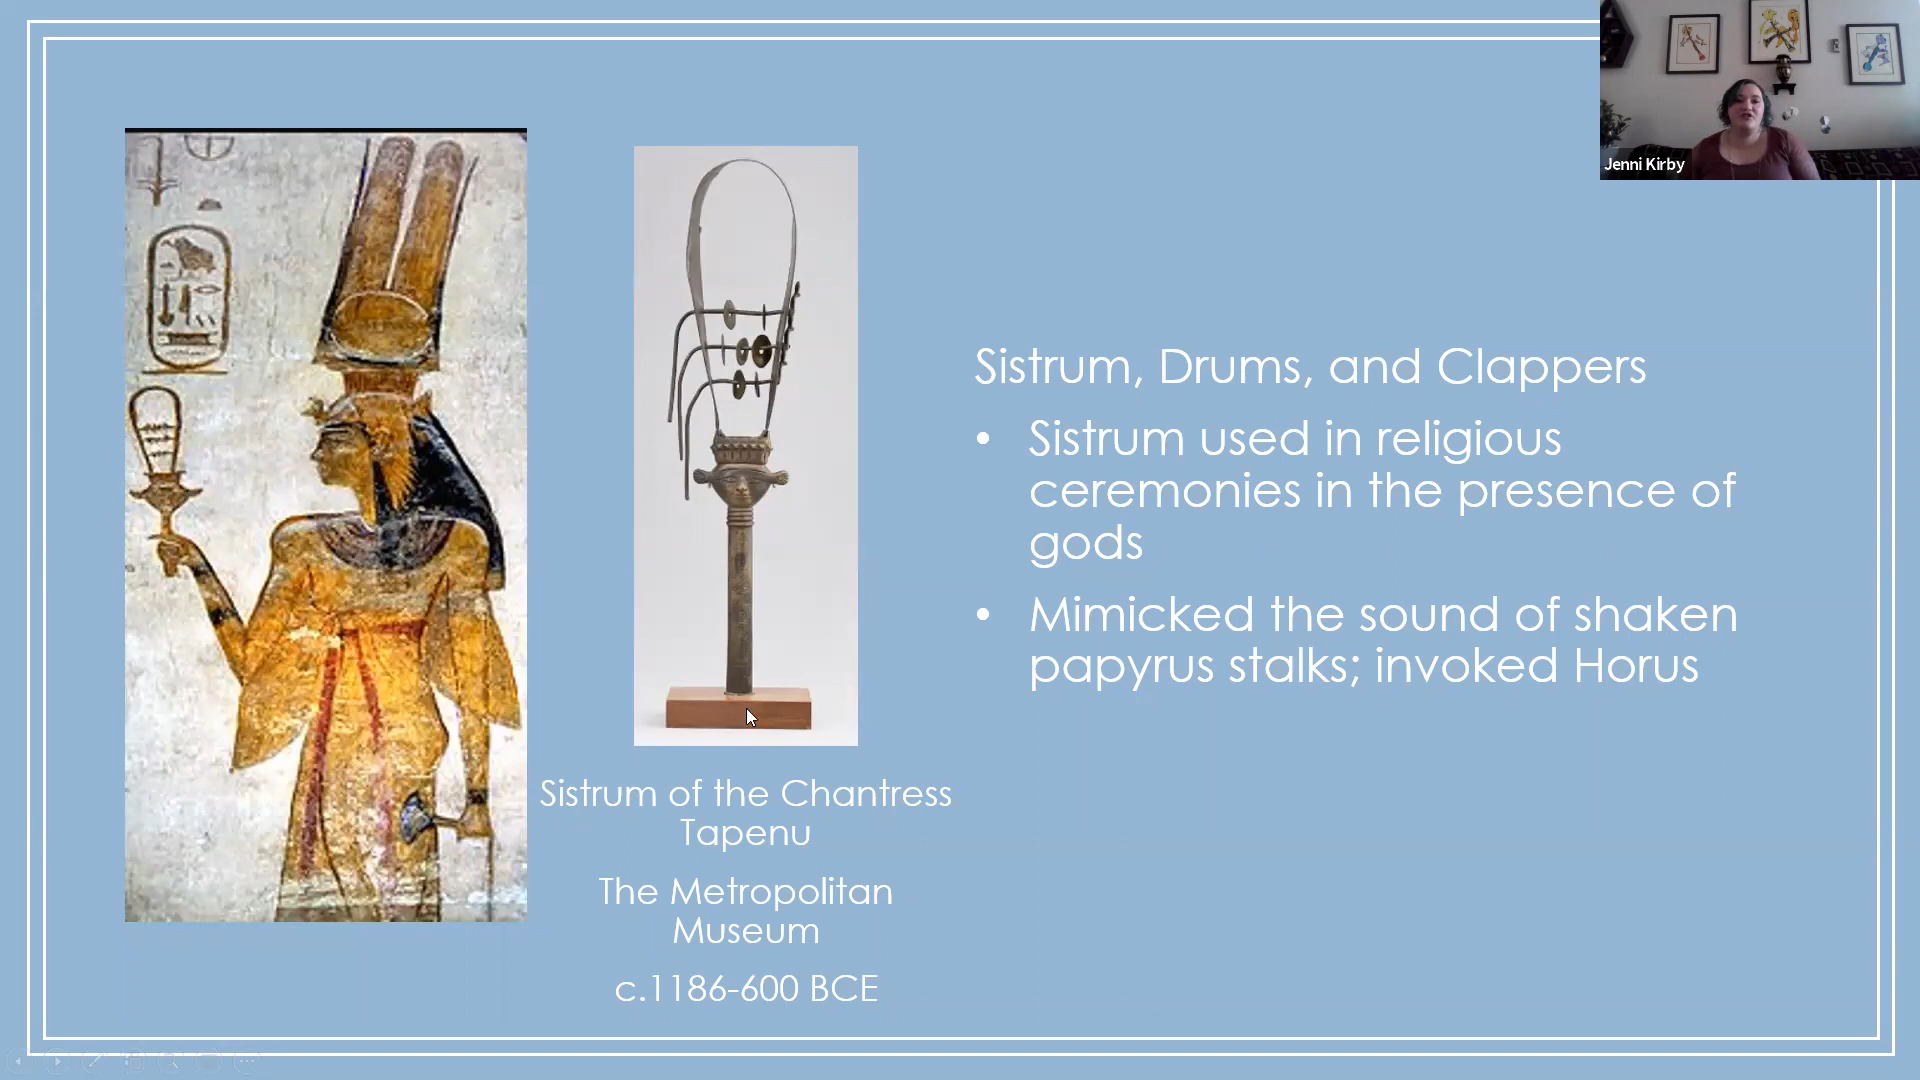 Jenni Kirby
Sistrum, Drums, and Clappers
• Sistrum used in religious
ceremonies in the presence of
gods
• Mimicked the sound of shaken
papyrus stalks; invoked Horus
Sistrum of the Chantress
Tapenu
The Metropolitan
Museum
c.1186-600 BCE